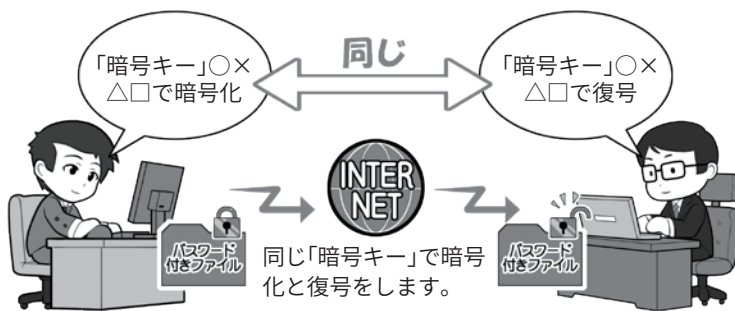 「暗号キー」○×
△□で暗号化
同じ
「暗号キー」○×
△□で復号
INTER
NET
パスワード
付きファイル
同じ「暗号キー」で暗号
化と復号をします。
パスワード
付きファイル